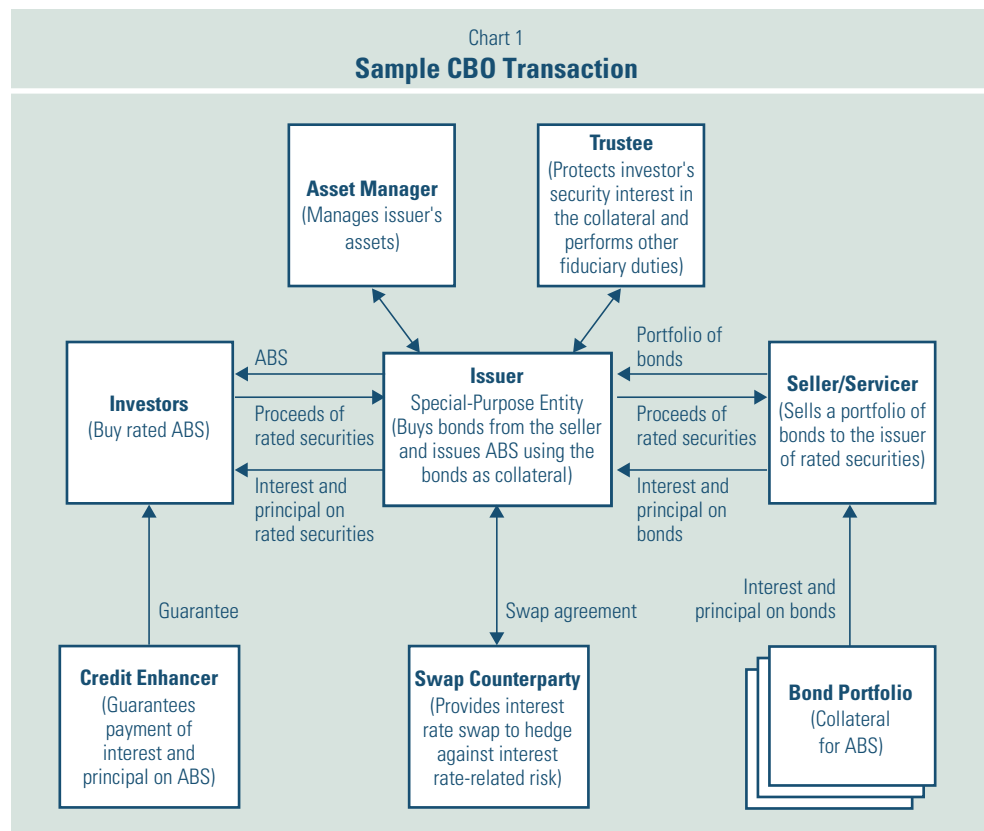 Chart 1
Sample CBO Transaction
Asset Manager
(Manages issuer's
assets)
Trustee
(Protects investor's
security interest in
the collateral and
performs other
fiduciary duties)
Investors
(Buy rated ABS)
ABS
Proceeds of
rated securities
Interest and
principal on
rated securities
Issuer
Special-Purpose Entity
(Buys bonds from the seller
and issues ABS using the
bonds as collateral)
Portfolio of
bonds
Proceeds of
rated securities
Interest and
principal on
bonds
Seller/Servicer
(Sells a portfolio of
bonds to the issuer
of rated securities)
Guarantee
Swap agreement
Interest and
principal on bonds
Credit Enhancer
(Guarantees
payment of
interest and
principal on ABS)
Swap Counterparty
(Provides interest
rate swap to hedge
against interest
rate-related risk)
Bond Portfolio
(Collateral
for ABS)